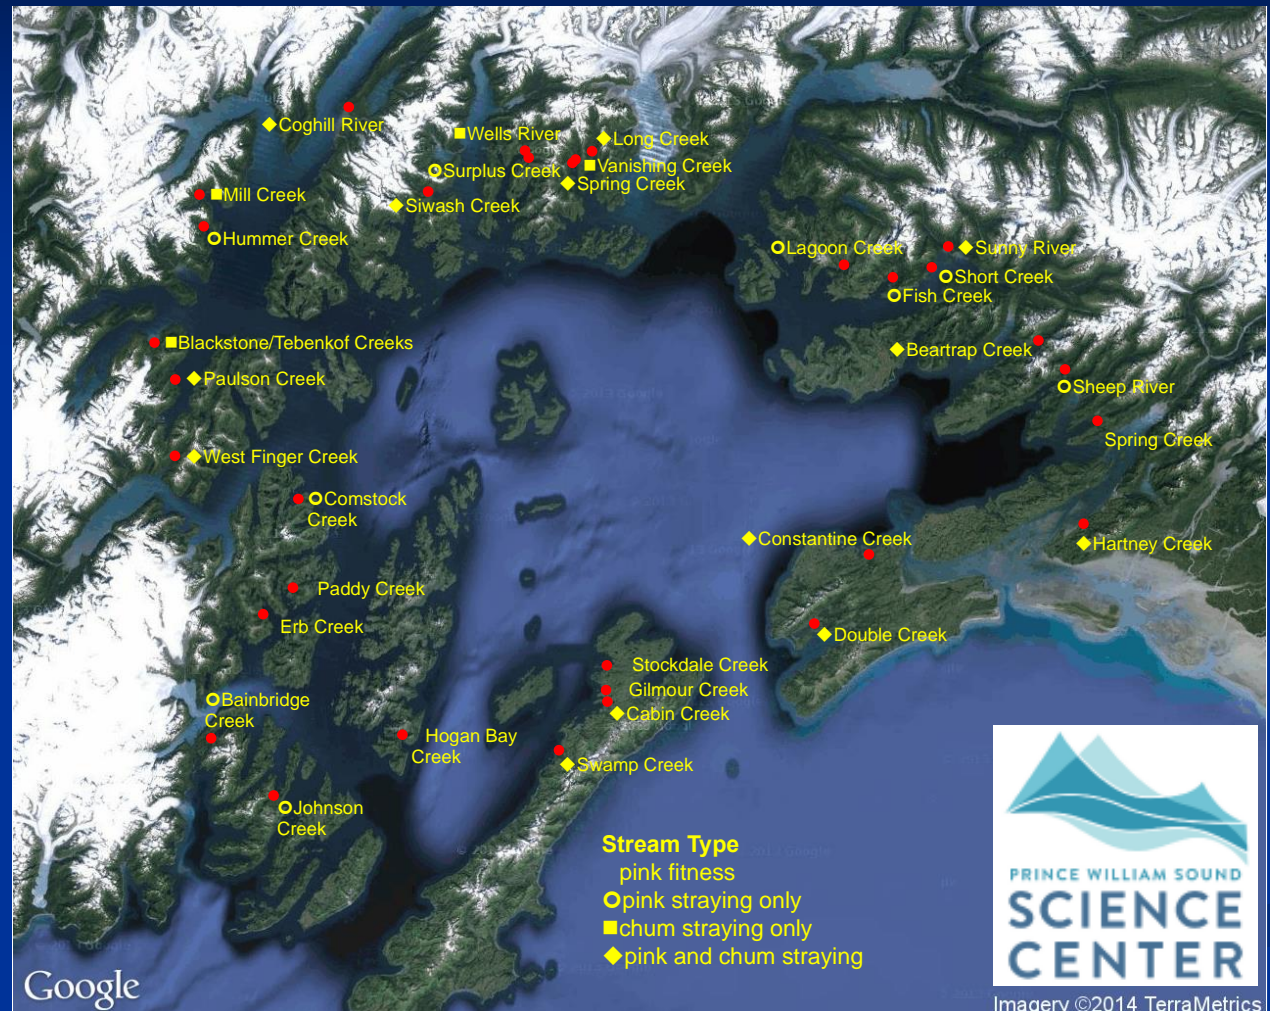 Coghill River
Wells River
Long Creek
Surplus Creek
Vanishing Creek
Spring Creek
Mill Creek
Siwash Creek
Hummer Creek
Lagoon Creek
Sunny River
Short Creek
Fish Creek
Blackstone/Tebenkof Creeks
Beartrap Creek
Paulson Creek
Sheep River
Spring Creek
West Finger Creek
Comstock
Creek
Constantine Creek
Hartney Creek
Paddy Creek
Erb Creek
Double Creek
Stockdale Creek
Gilmour Creek
Bainbridge
Creek
Cabin Creek
Hogan Bay
Creek
Swamp Creek
Johnson
Creek
Stream Type
pink fitness
pink straying only
chum straying only
pink and chum straying
PRINCE WILLIAM SOUND
SCIENCE
CENTER
Google
Imagery ©2014 TerraMetrics